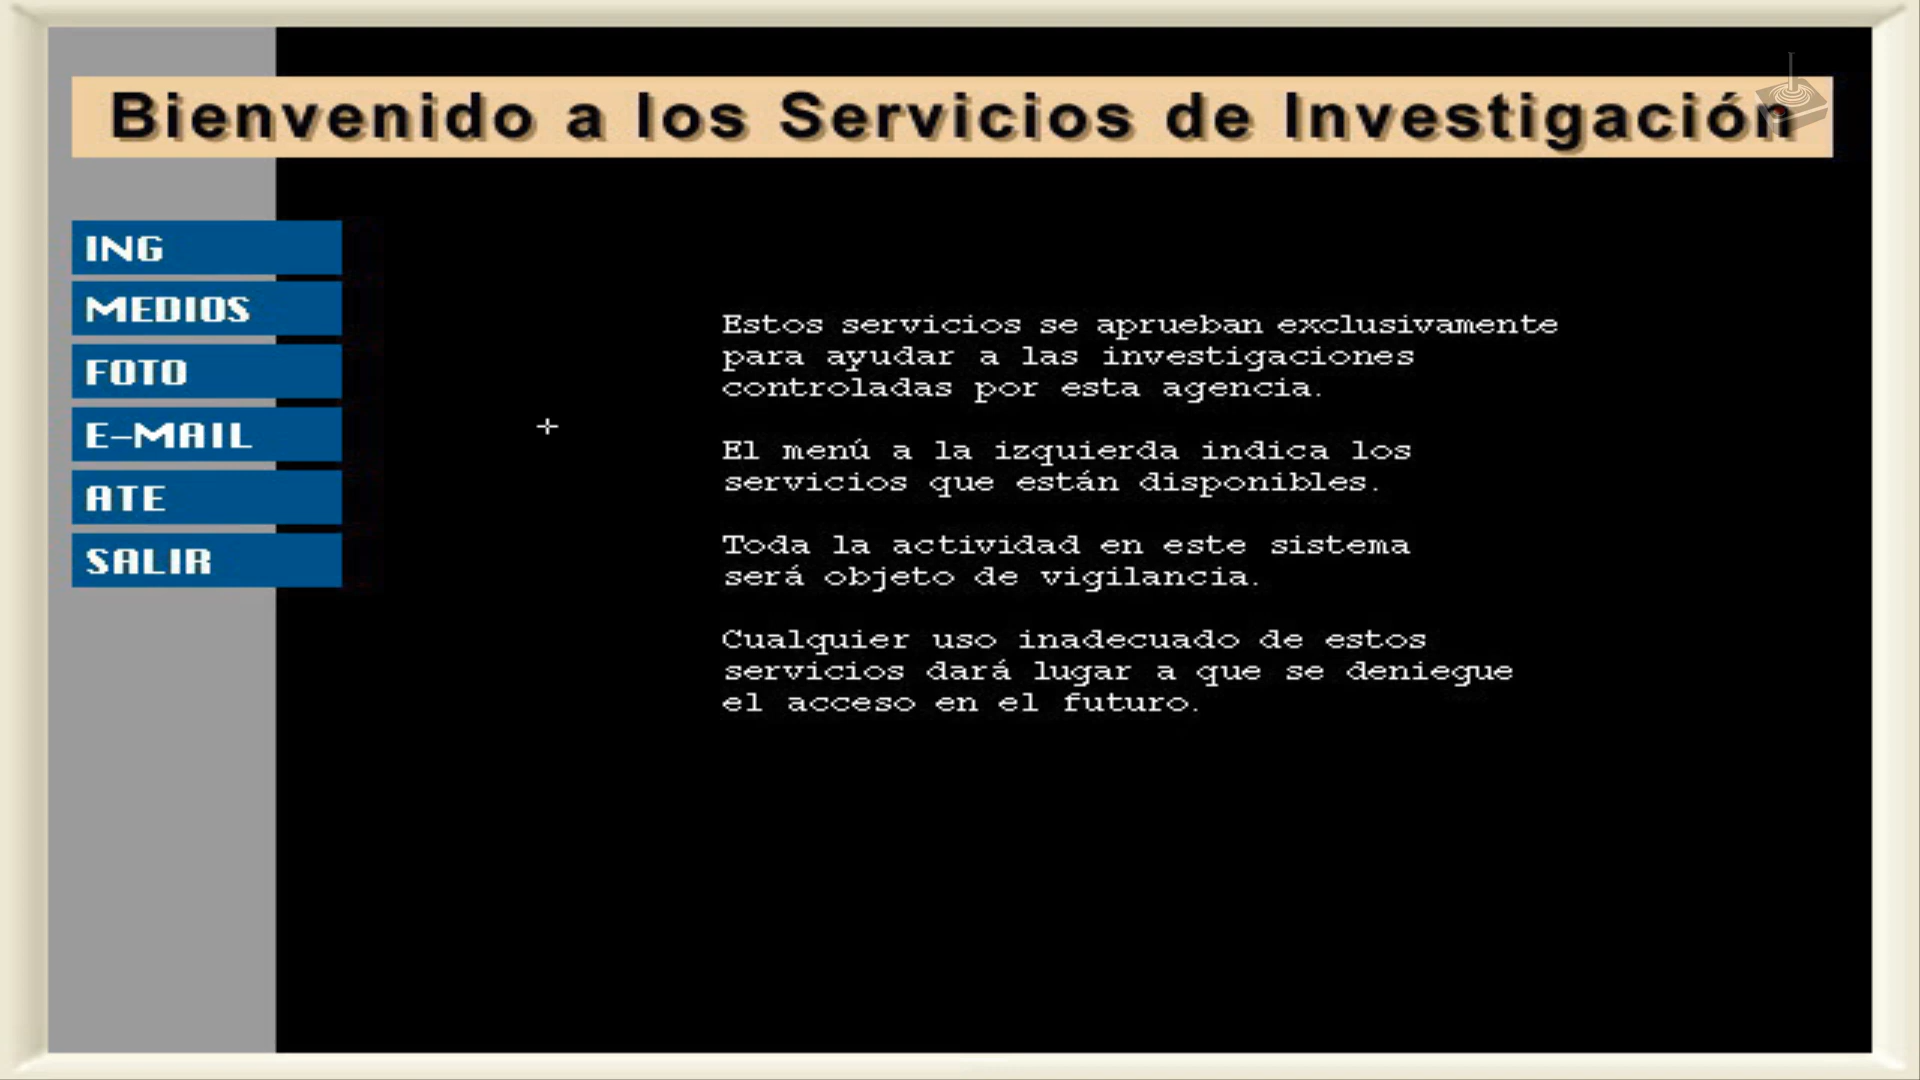 Bienvenido a los Servicios de Investigación
ING
MEDIOS
FOTO
E-MAIL
ATE
SALIR
Estos servicios se aprueban exclusivamente
para ayudar a las investigaciones
controladas por esta agencia.
El menú a la izquierda indica los
servicios que están disponibles.
Toda la actividad en este sistema
será objeto de vigilancia.
Cualquier uso inadecuado de estos
servicios dará lugar a que se deniegue
el acceso en el futuro.